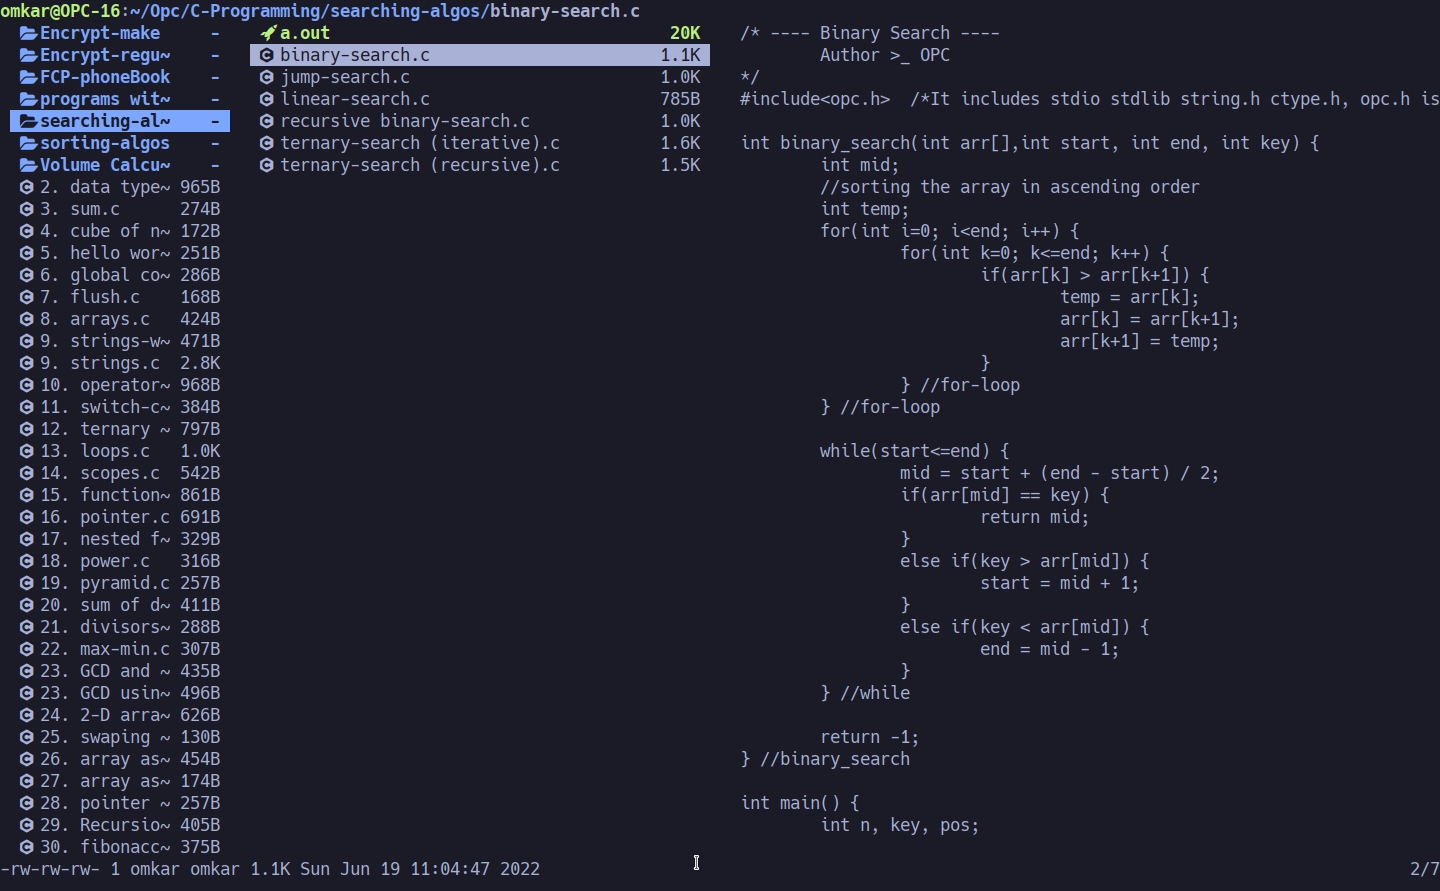 omkar@OPC-16:~/Opc/C-Programming/searching-algos/binary-search.c
Encrypt-make -
Encrypt-regu~ -
FCP-phoneBook -
programs wit~ -
searching-al~ -
sorting-algos -
Volume Calcu~ -
2. data type~ 965B
3. sum.c 274B
4. cube of n~ 172B
5. hello wor~ 251B
6. global co~ 286B
7. flush.c 168B
8. arrays.c 424B
9. strings-w~ 471B
9. strings.c 2.8K
10. operator~ 968B
11. switch-c~ 384B
12. ternary ~ 797B
13. loops.c 1.0K
14. scopes.c 542B
15. function~ 861B
16. pointer.c 691B
17. nested f~ 329B
18. power.c 316B
19. pyramid.c 257B
20. sum of d~ 411B
21. divisors~ 288B
22. max-min.c 307B
23. GCD and ~ 435B
23. GCD usin~ 496B
24. 2-D arra~ 626B
25. swaping ~ 130B
26. array as~ 454B
27. array as~ 174B
28. pointer ~ 257B
29. Recursio~ 405B
30. fibonacc~ 375B
a.out 20K
binary-search.c 1.1K
jump-search.c 1.0K
linear-search.c 785B
recursive binary-search.c 1.0K
ternary-search (iterative).c 1.6K
ternary-search (recursive).c 1.5K
/* ---- Binary Search ----
Author >_ OPC
*/
#include<opc.h> /*It includes stdio stdlib string.h ctype.h, opc.h is
int binary_search(int arr[],int start, int end, int key) {
int mid;
//sorting the array in ascending order
int temp;
for(int i=0; i<end; i++) {
for(int k=0; k<=end; k++) {
if(arr[k] > arr[k+1]) {
temp = arr[k];
arr[k] = arr[k+1];
arr[k+1] = temp;
}
} //for-loop
} //for-loop
while(start<=end) {
mid = start + (end - start) / 2;
if(arr[mid] == key) {
return mid;
}
else if(key > arr[mid]) {
start = mid + 1;
}
else if(key < arr[mid]) {
end = mid - 1;
}
} //while
return -1;
} //binary_search
int main() {
int n, key, pos;
-rw-rw-rw- 1 omkar omkar 1.1K Sun Jun 19 11:04:47 2022 2/7